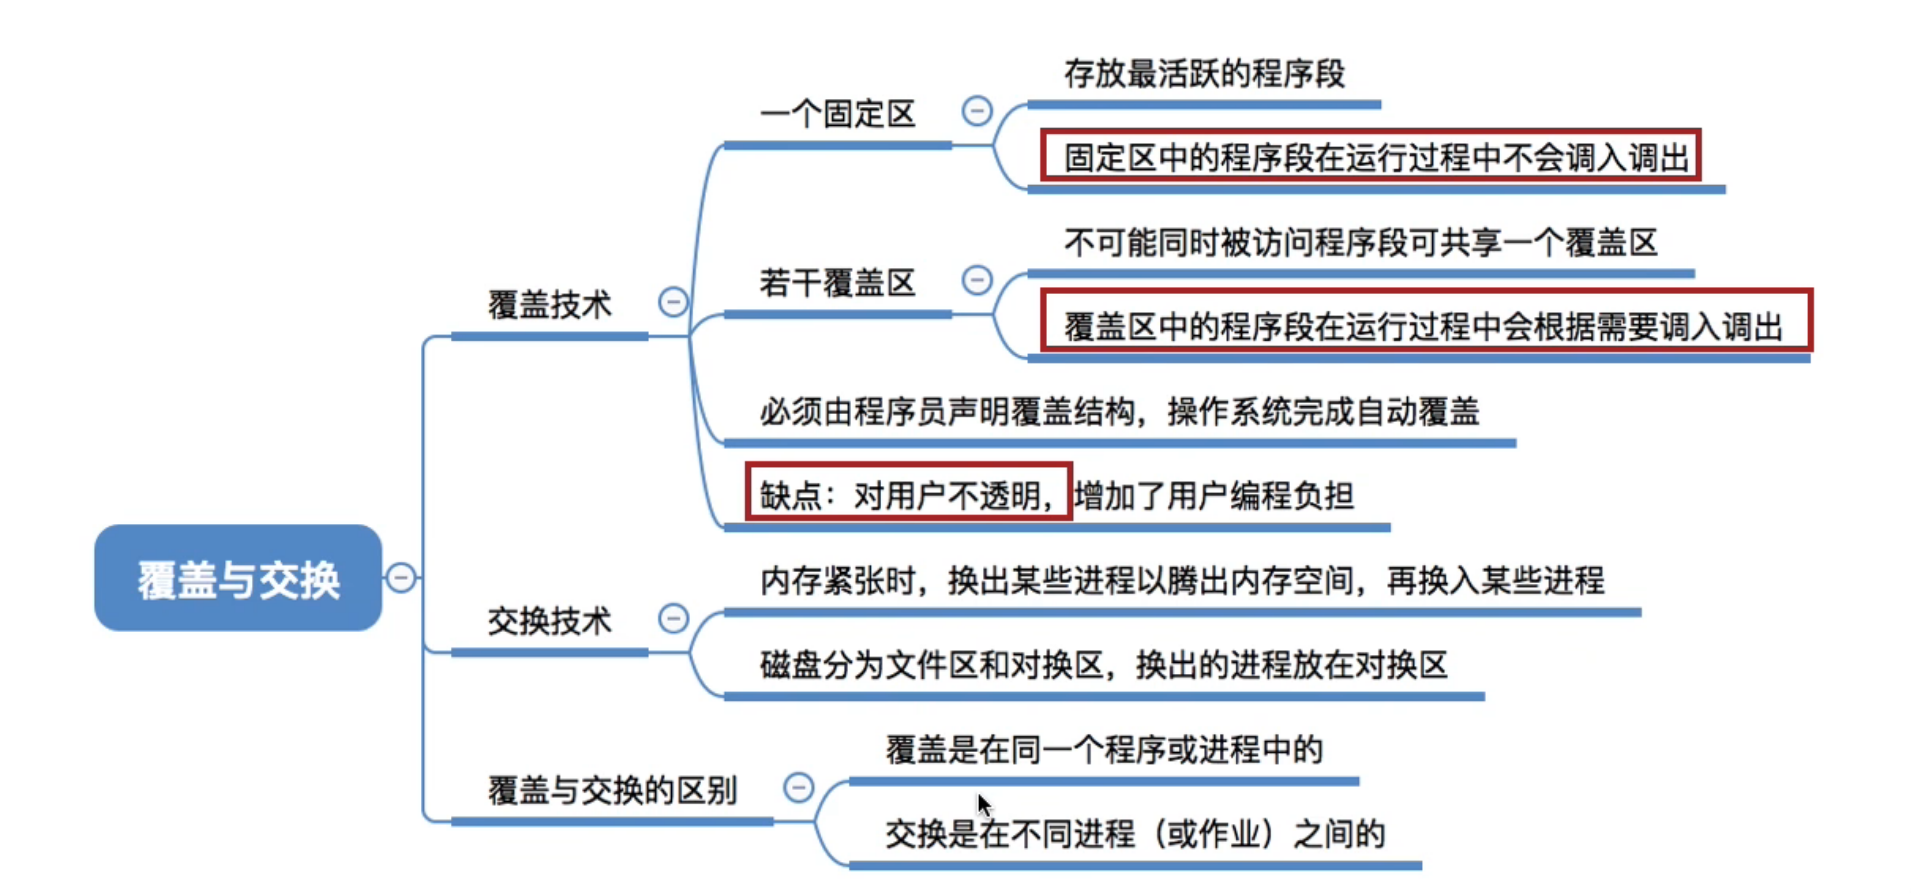 存放最活跃的程序段
一个固定区
固定区中的程序段在运行过程中不会调入调出
不可能同时被访问程序段可共享一个覆盖区
若干覆盖区
覆盖技术
覆盖区中的程序段在运行过程中会根据需要调入调出
必须由程序员声明覆盖结构，操作系统完成自动覆盖
缺点：对用户不透明，增加了用户编程负担
覆盖与交换
内存紧张时，换出某些进程以腾出内存空间，再换入某些进程
交换技术
磁盘分为文件区和对换区，换出的进程放在对换区
覆盖是在同一个程序或进程中的
覆盖与交换的区别
交换是在不同进程（或作业）之间的